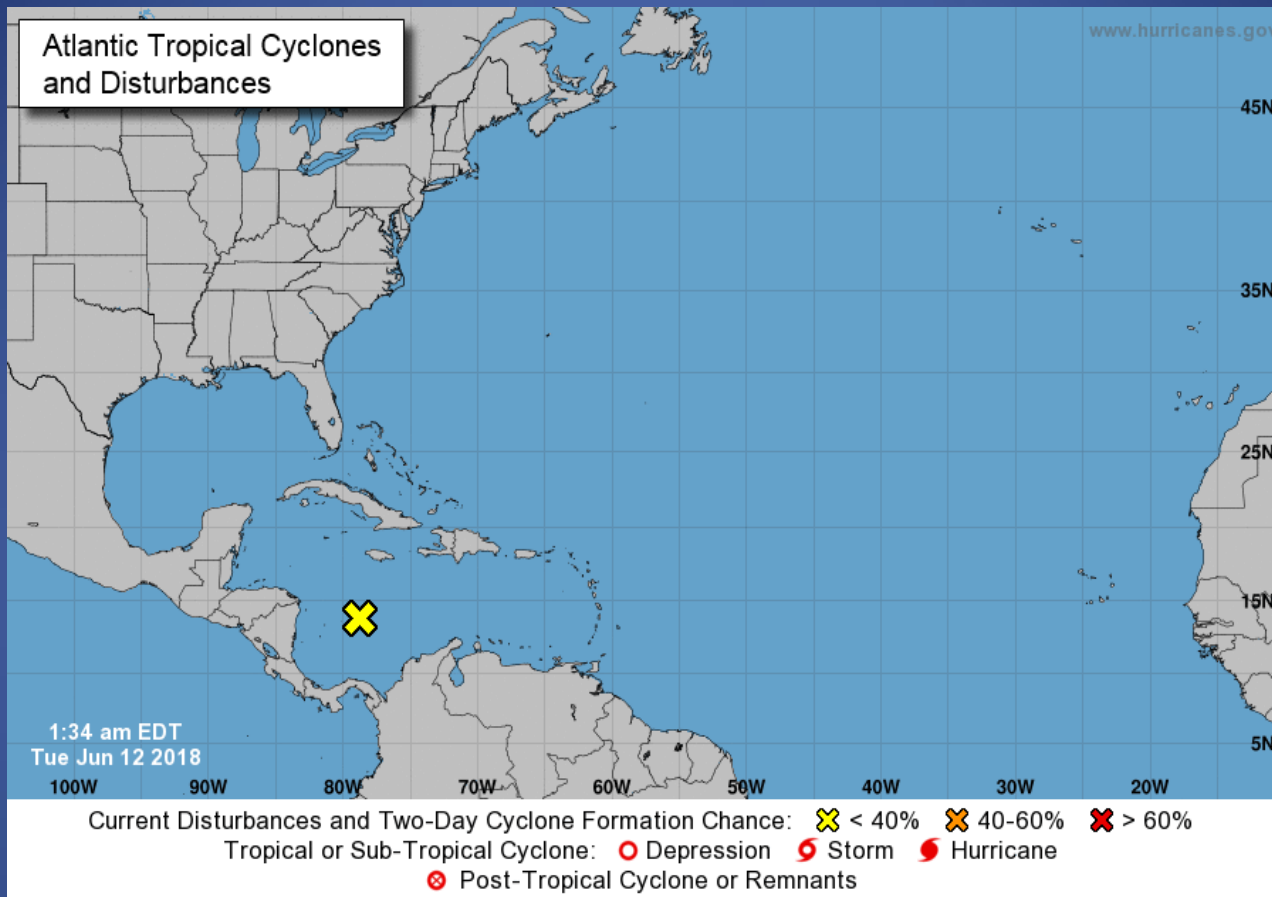 Atlantic Tropical Cyclones
and Disturbances
www.hurricanes.gov
45N
35N
25N
15N
5N
1:34 am EDT
Tue Jun 12 2018
100W 90W 80W 70W 60W 50W 40W 30W 20W
Current Disturbances and Two-Day Cyclone Formation Chance: < 40% 40-60% > 60%
Tropical or Sub-Tropical Cyclone: Depression Storm Hurricane
Post-Tropical Cyclone or Remnants